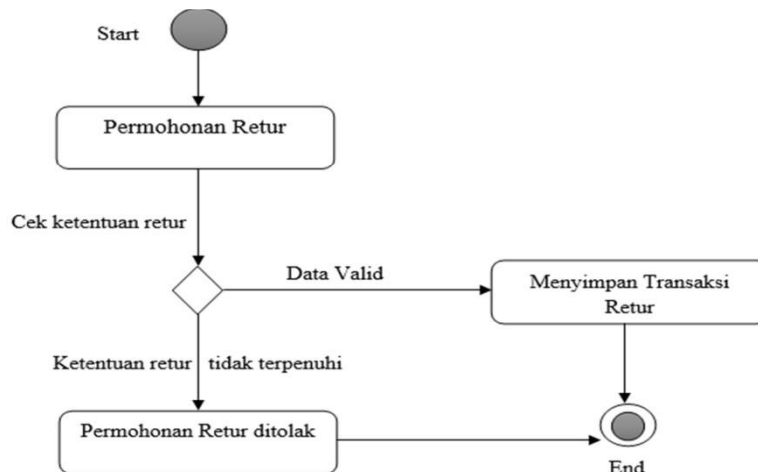 Start
Permohonan Retur
Cek ketentuan retur
Data Valid
Menyimpan Transaksi
Retur
Ketentuan retur tidak terpenuhi
Permohonan Retur ditolak
End